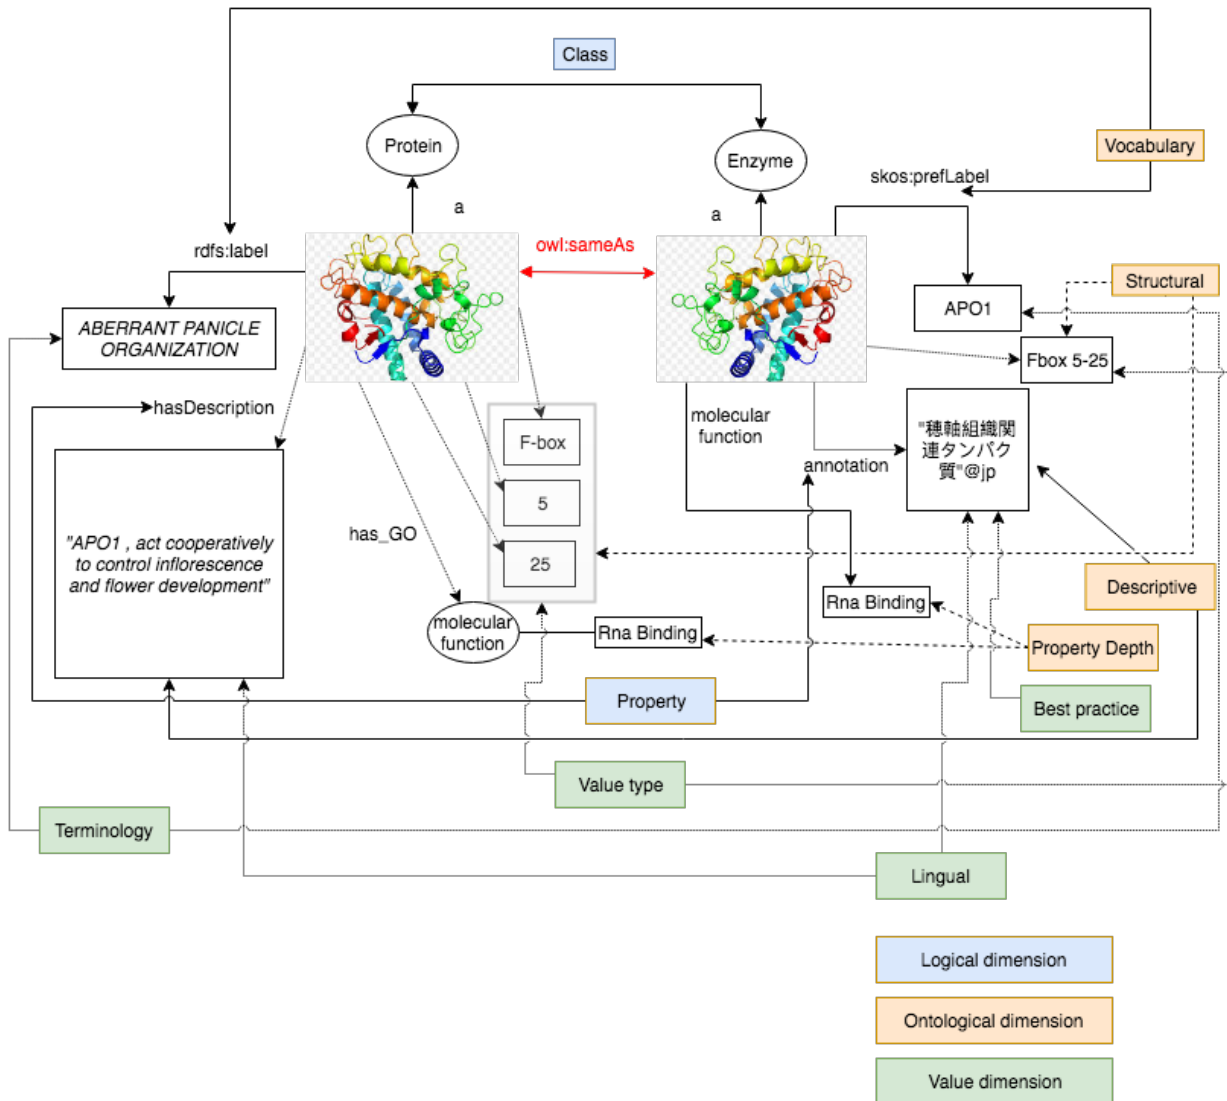 Class
Protein
Enzyme
Vocabulary
skos:prefLabel
a
a
rdfs:label
owl:sameAs
Structural
APO1
ABERRANT PANICLE
ORGANIZATION
Fbox 5-25
hasDescription
molecular
function
F-box
"穂軸組織関
連タンパク
質"@jp
annotation
5
has_GO
"APO1 , act cooperatively
to control inflorescence
and flower development"
25
Descriptive
Rna Binding
molecular
function
Rna Binding
Property Depth
Property
Best practice
Value type
Terminology
Lingual
Logical dimension
Ontological dimension
Value dimension